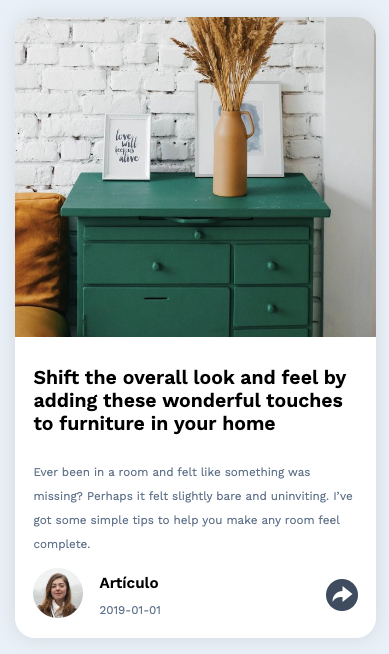 love
will
keep us
alive
Shift the overall look and feel by
adding these wonderful touches
to furniture in your home
Ever been in a room and felt like something was
missing? Perhaps it felt slightly bare and uninviting. I’ve
got some simple tips to help you make any room feel
complete.
Artículo
2019-01-01